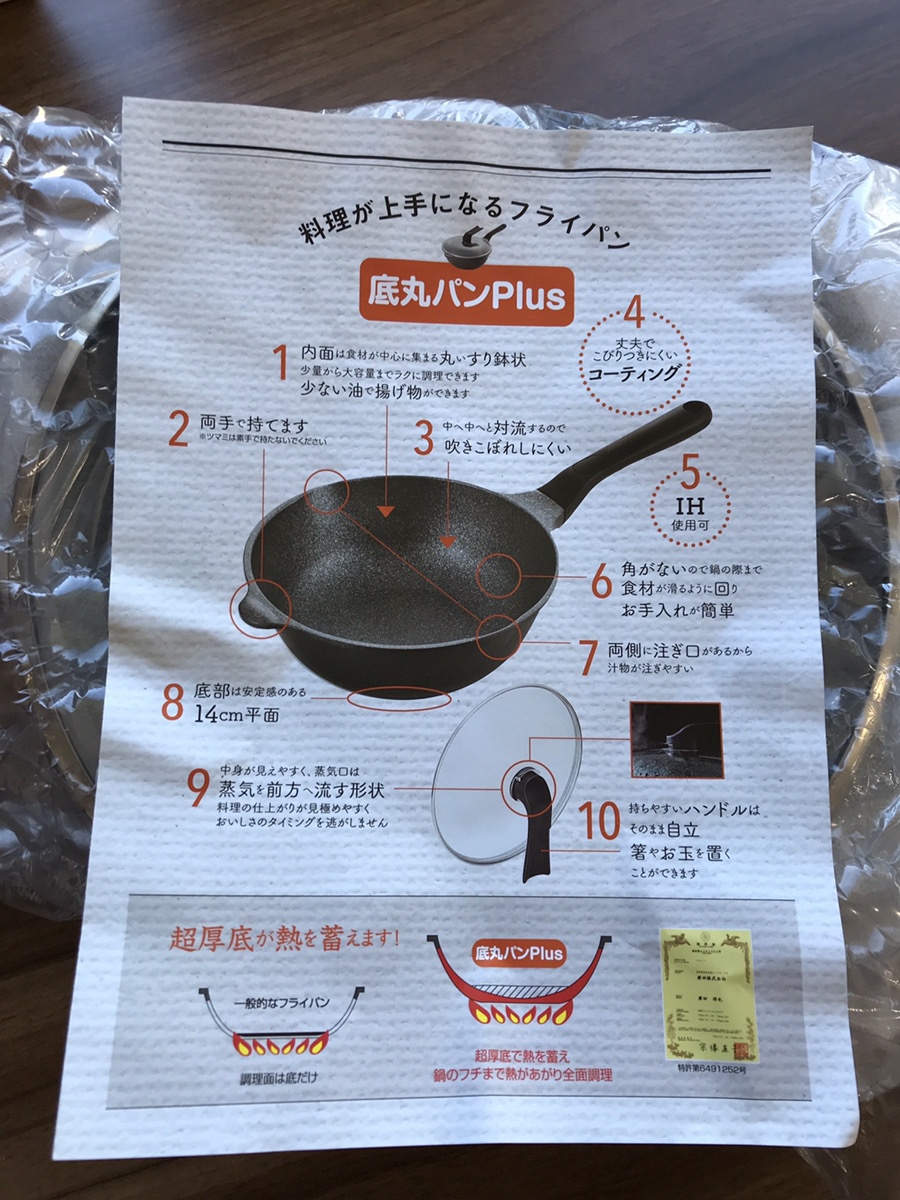 料理が上手になるフライパン
底丸パンPlus
1
内面は食材が中心に集まる丸いすり鉢状
少量から大容量までラクに調理できます
少ない油で揚げ物ができます
4
丈夫で
こびりつきにくい
コーティング
2
両手で持てます
※ツマミは素手で持たないでください
3
中へ中へと対流するので
吹きこぼれしにくい
5
IH
使用可
6
角がないので鍋の際まで
食材が滑るように回り
お手入れが簡単
7
両側に注ぎ口があるから
汁物が注ぎやすい
8
底部は安定感のある
14cm平面
9
中身が見えやすく、蒸気口は
蒸気を前方へ流す形状
料理の仕上がりが見極めやすく
おいしさのタイミングを逃がしません
10
持ちやすいハンドルは
そのまま自立
箸やお玉を置く
ことができます
超厚底が熱を蓄えます!
一般的なフライパン
調理面は底だけ
底丸パンPlus
超厚底で熱を蓄え
鍋のフチまで熱があがり全面調理
特許第6491252号